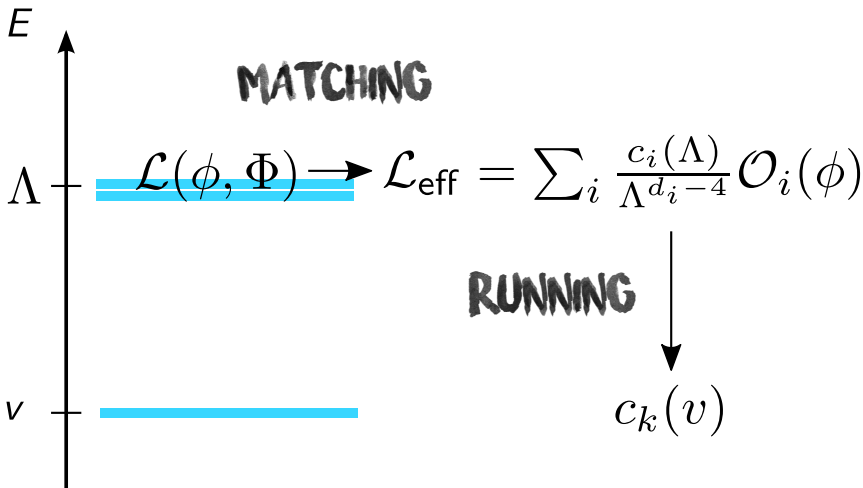 E
MATCHING
Λ ℒ(ϕ, Φ) → ℒ_eff = ∑_i c_i(Λ)/Λ^{d_i−4} 𝒪_i(ϕ)
RUNNING
v c_k(v)